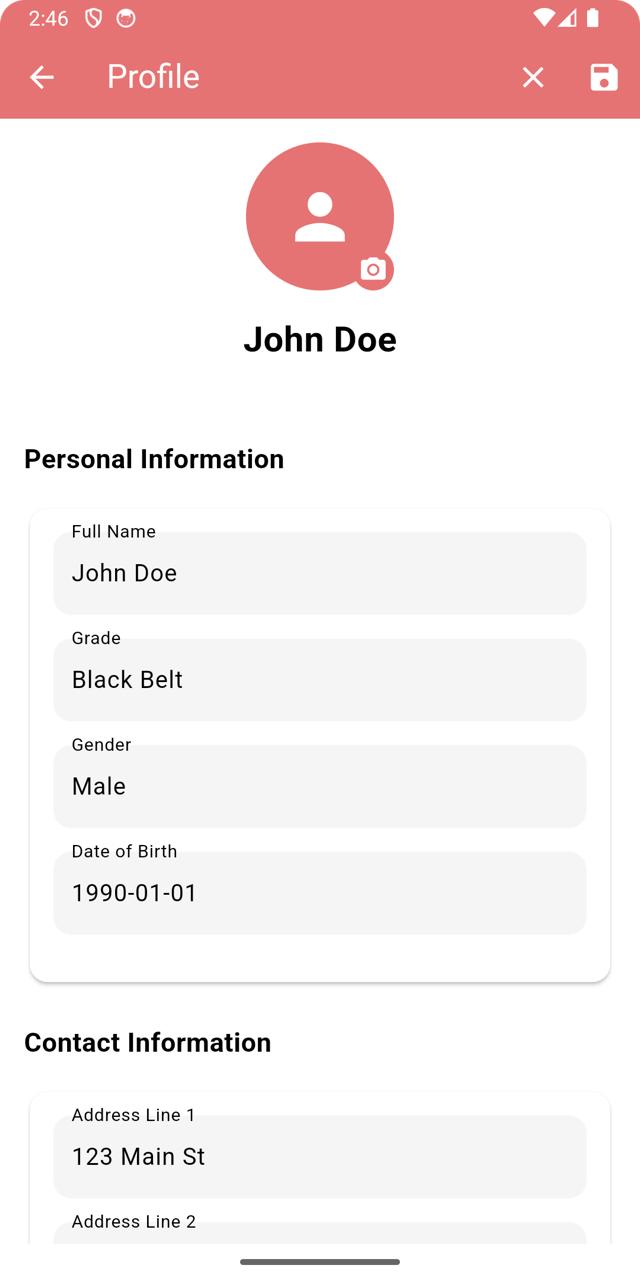 2:46
Profile
John Doe
Personal Information
Full Name
John Doe
Grade
Black Belt
Gender
Male
Date of Birth
1990-01-01
Contact Information
Address Line 1
123 Main St
Address Line 2